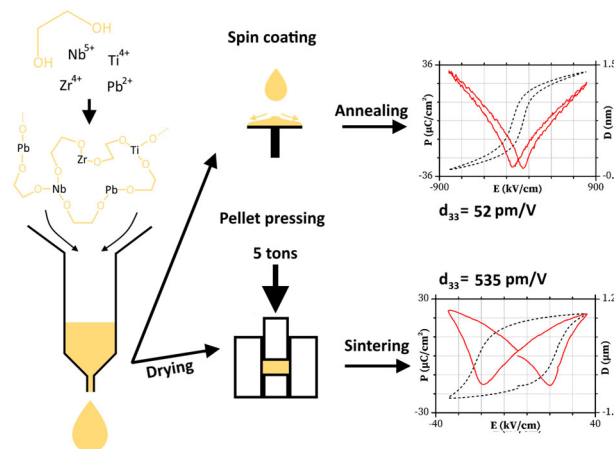 OH
OH
Nb5+
Ti4+
Zr4+
Pb2+
O
Pb
O
O
O
Nb
O
O
Zr
O
O
O
Ti
O
O
O
Pb
O
O
Drying
Spin coating
Annealing
Pellet pressing
5 tons
Sintering
36
-36
P (µC/cm²)
1.5
-0.
D (nm)
-900
E (kV/cm)
900
d33 = 52 pm/V
d33 = 535 pm/V
30
-30
P (µC/cm²)
1.2
-1.
D (µm)
-40
E (kV/cm)
40